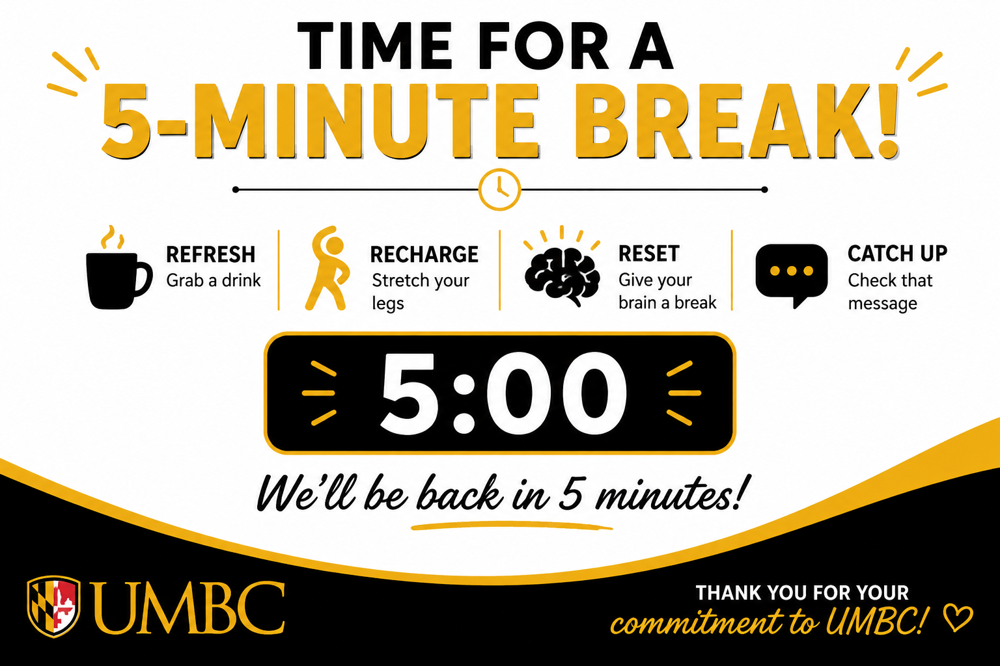 TIME FOR A
5-MINUTE BREAK!
REFRESH
Grab a drink
RECHARGE
Stretch your
legs
RESET
Give your
brain a break
CATCH UP
Check that
message
5:00
We'll be back in 5 minutes!
UMBC
THANK YOU FOR YOUR
commitment to UMBC!